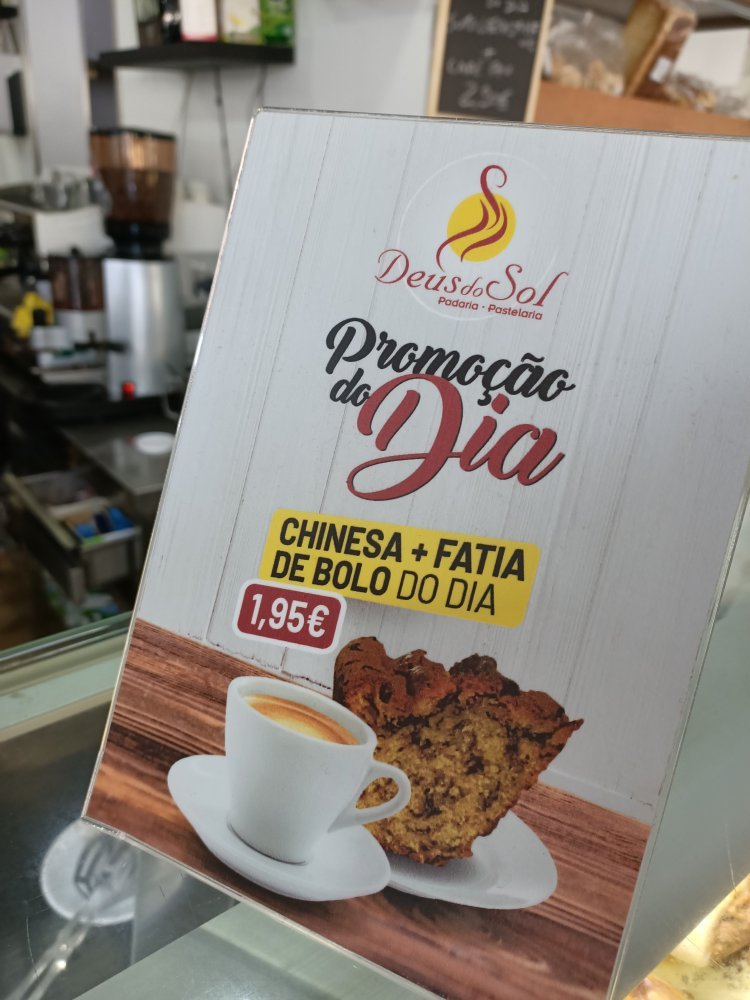 Deus do Sol
Padaria · Pastelaria
Promoção
do Dia
CHINESA + FATIA
DE BOLO DO DIA
1,95€